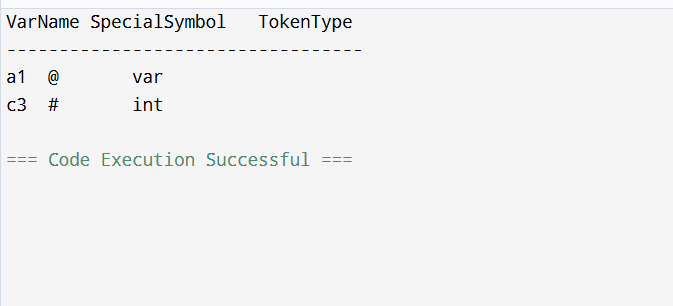 VarName SpecialSymbol   TokenType
----------------------------------
a1  @       var
c3  #       int
=== Code Execution Successful ===